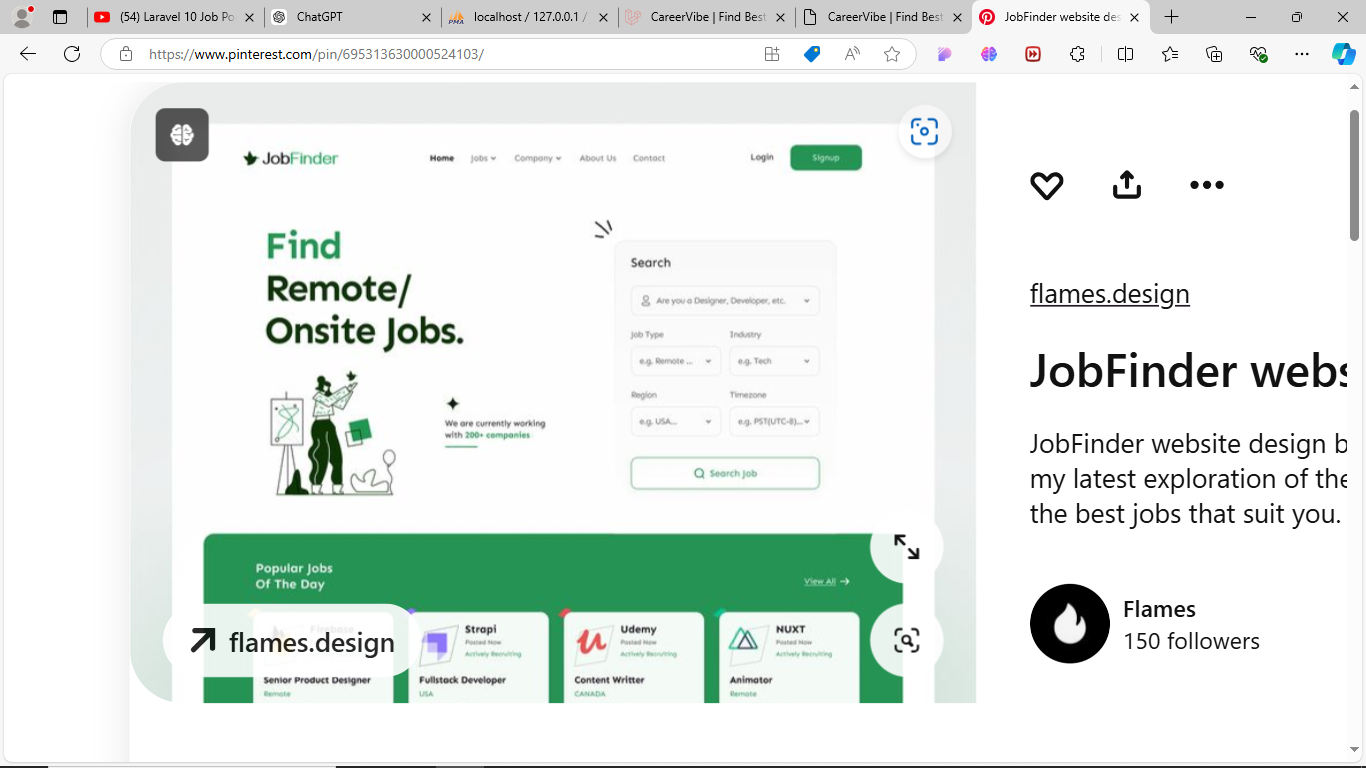 (54) Laravel 10 Job Po
ChatGPT
localhost / 127.0.0.1 /
CareerVibe | Find Best
CareerVibe | Find Best
JobFinder website des
https://www.pinterest.com/pin/695313630000524103/
JobFinder
Home Jobs Company About Us Contact
Login Signup
Find
Remote/
Onsite Jobs.
We are currently working
with 200+ companies
Search
Are you a Designer, Developer, etc.
Job Type Industry
e.g. Remote ... e.g. Tech
Region Timezone
e.g. USA... e.g. PST(UTC-8)...
Search Job
Popular Jobs
Of The Day
View All
Firebase
flames.design
Senior Product Designer
Remote
Strapi
Posted Now
Actively Recruiting
Fullstack Developer
USA
Udemy
Posted Now
Actively Recruiting
Content Writter
CANADA
NUXT
Posted Now
Actively Recruiting
Animator
Remote
flames.design
JobFinder webs
JobFinder website design b
my latest exploration of the
the best jobs that suit you.
Flames
150 followers